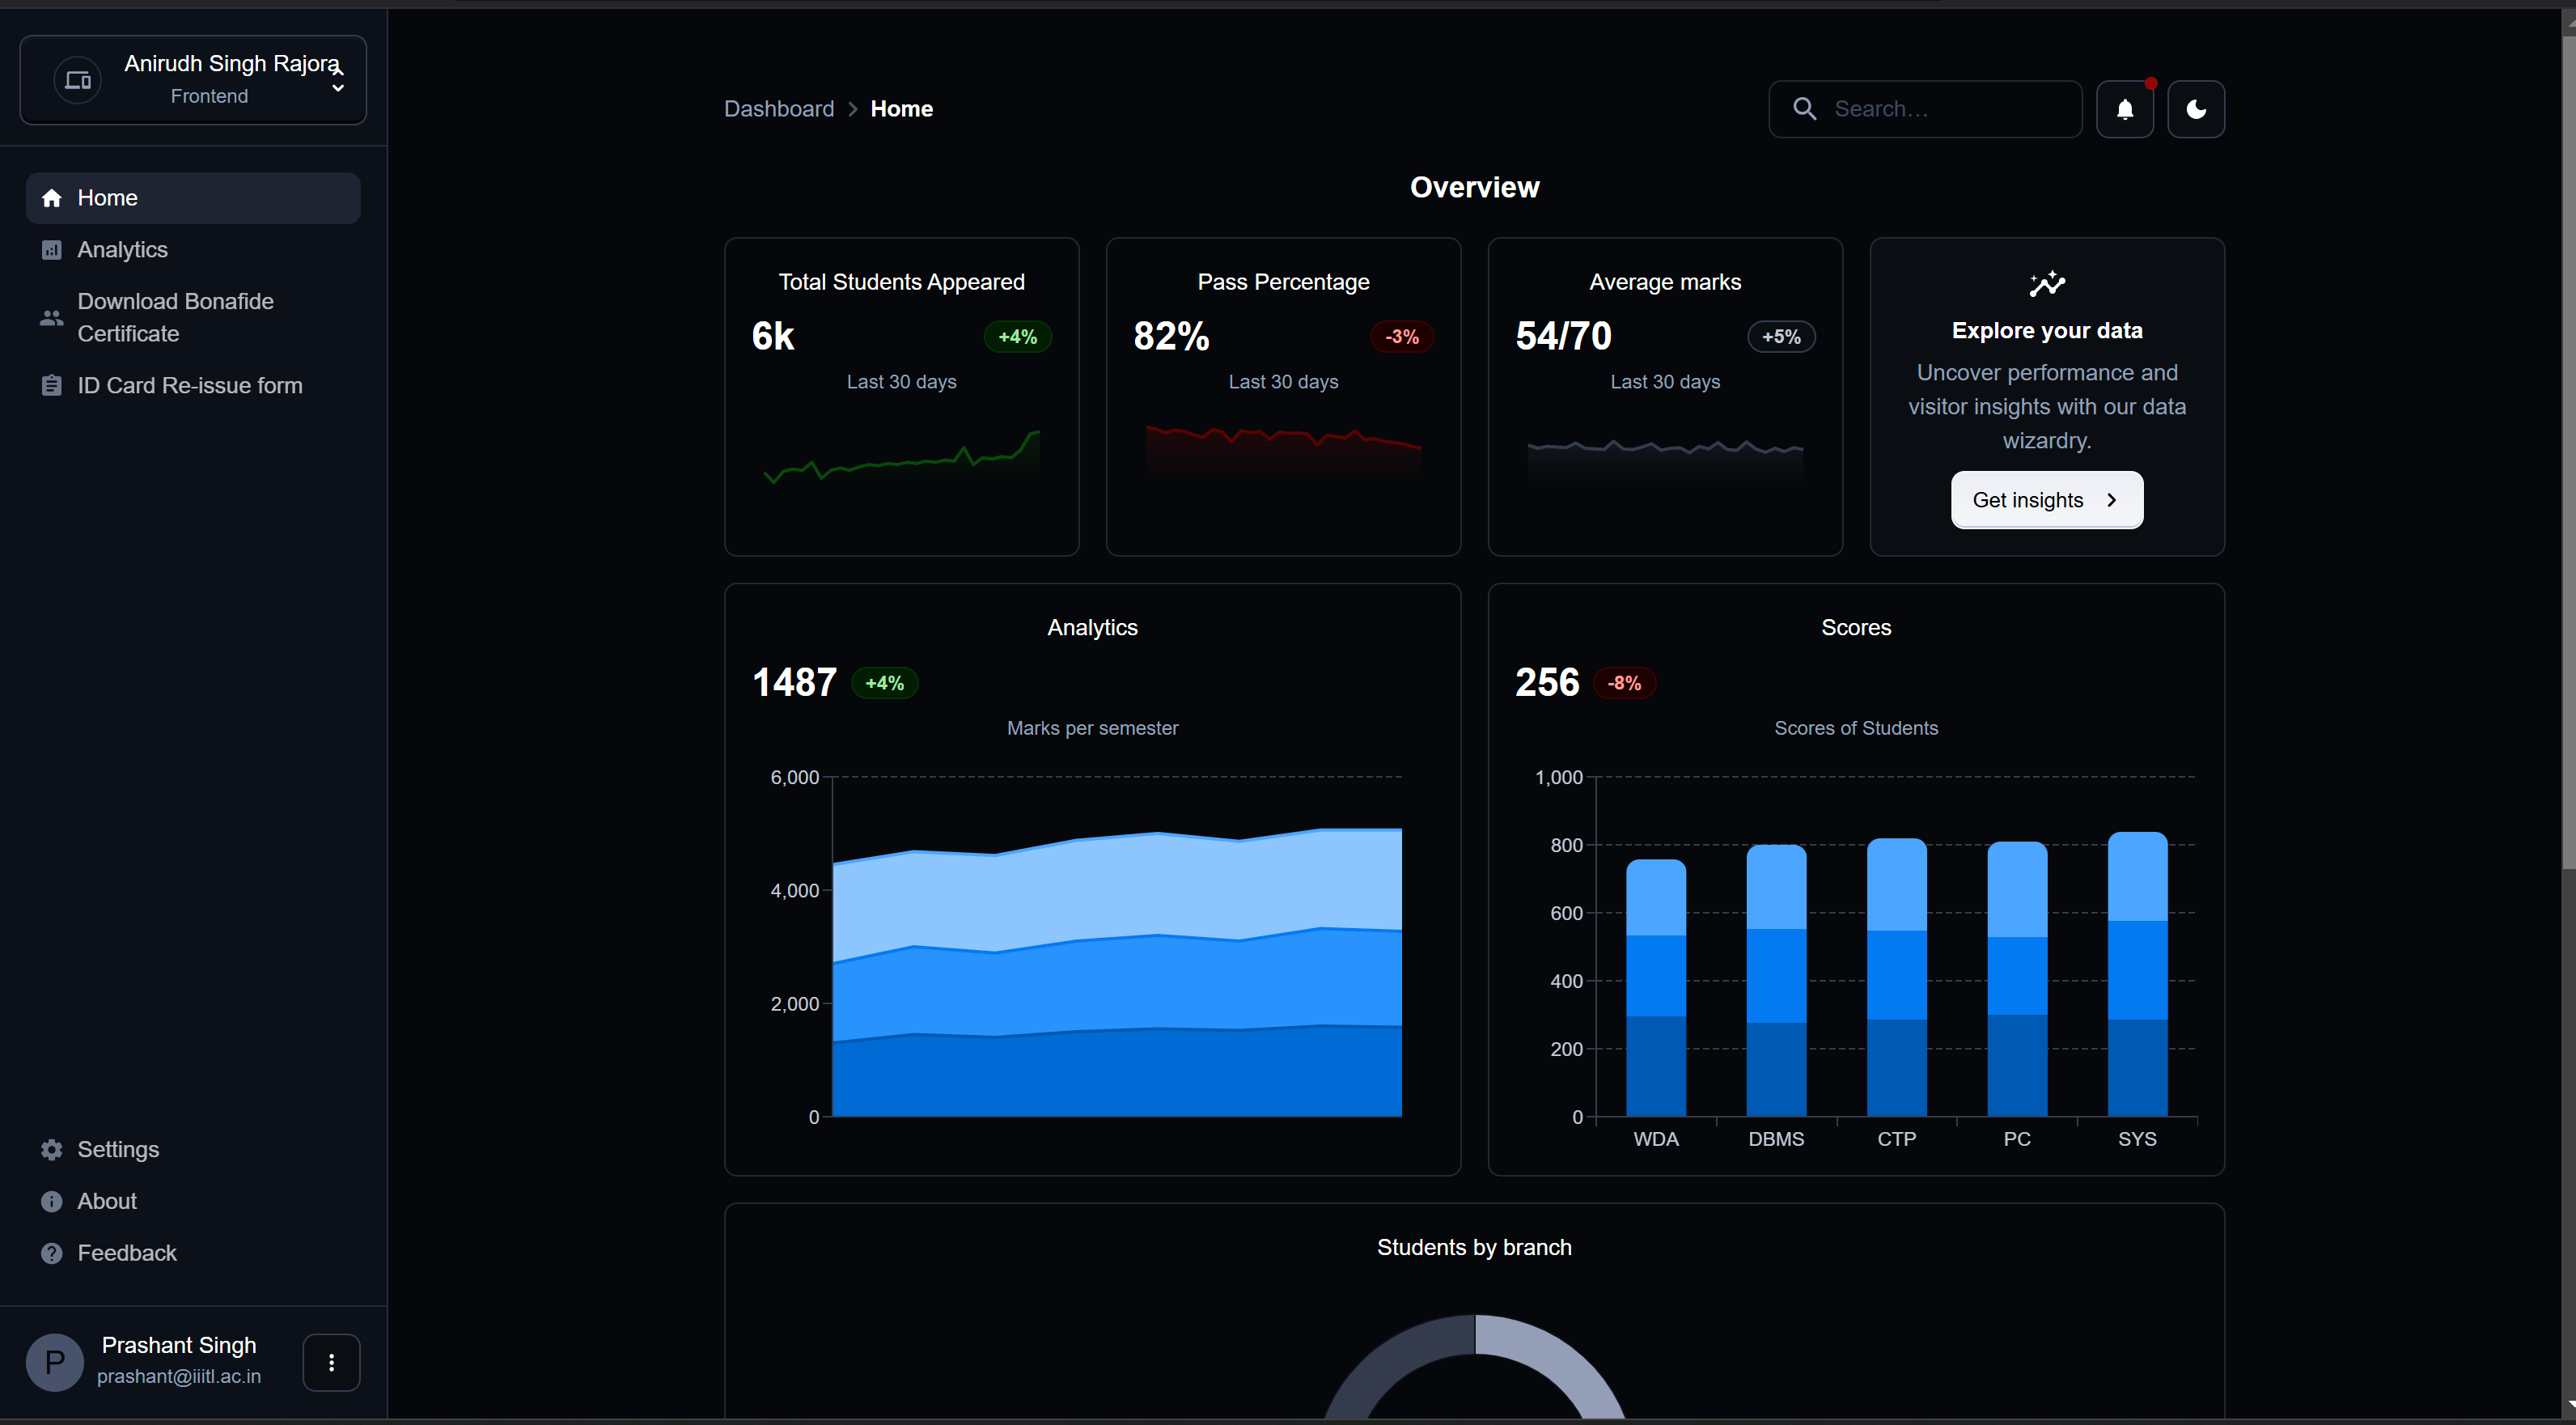 Anirudh Singh Rajora
Frontend
Home
Analytics
Download Bonafide
Certificate
ID Card Re-issue form
Settings
About
Feedback
P
Prashant Singh
prashant@iiitl.ac.in
Dashboard
Home
Search…
Overview
Total Students Appeared
6k
+4%
Last 30 days
Pass Percentage
82%
-3%
Last 30 days
Average marks
54/70
+5%
Last 30 days
Explore your data
Uncover performance and
visitor insights with our data
wizardry.
Get insights
Analytics
1487
+4%
Marks per semester
6,000
4,000
2,000
0
Scores
256
-8%
Scores of Students
1,000
800
600
400
200
0
WDA DBMS CTP PC SYS
Students by branch